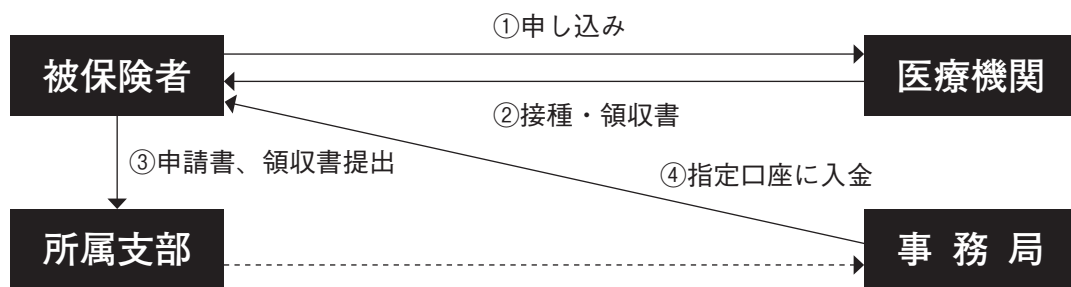 ①申し込み
被保険者
医療機関
②接種・領収書
③申請書、領収書提出
④指定口座に入金
所属支部
事務局